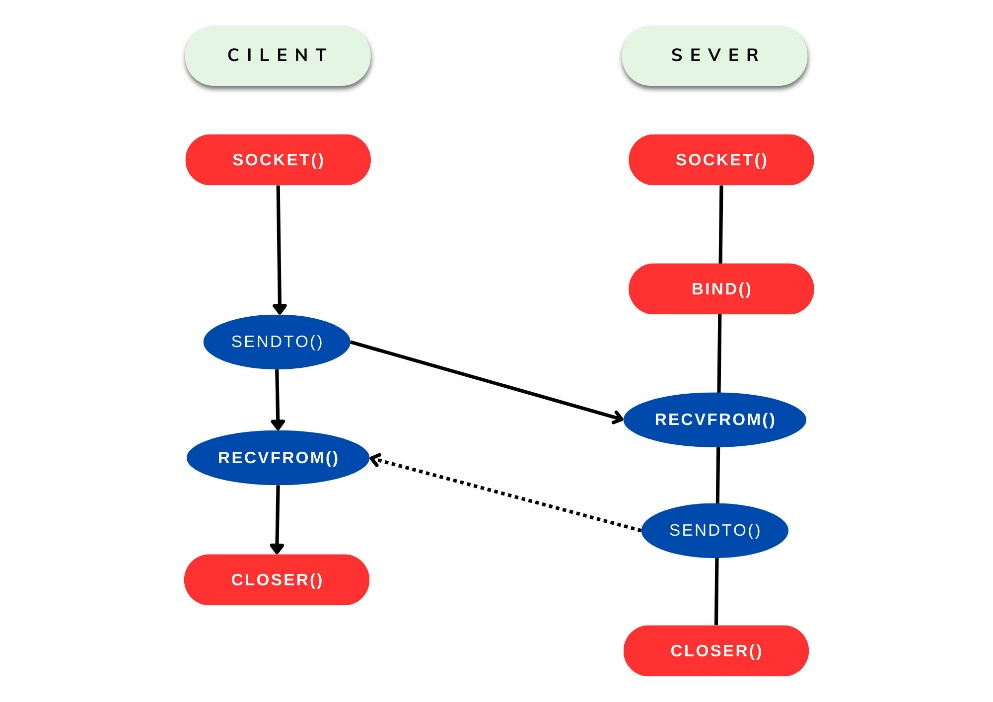 CILENT
SEVER
SOCKET()
SOCKET()
BIND()
SENDTO()
RECVFROM()
RECVFROM()
SENDTO()
CLOSER()
CLOSER()